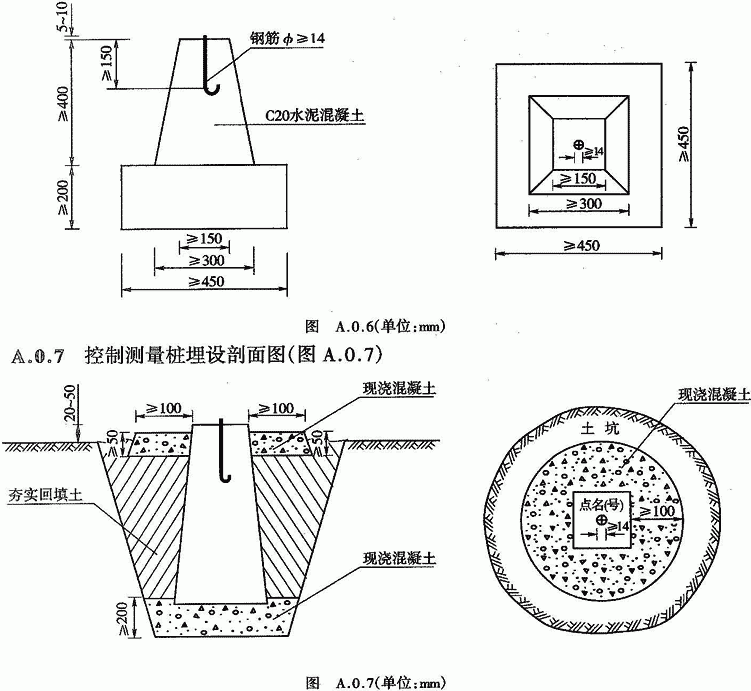 5~10
≥150
≥400
≥200
钢筋 ф≥14
C20水泥混凝土
≥150
≥300
≥450
≥14
≥150
≥300
≥450
≥450
图 A.0.6(单位:mm)
A.0.7 控制测量桩埋设剖面图(图 A.0.7)
20~50
≥100
≥100
现浇混凝土
≥50
≥50
夯实回填土
现浇混凝土
≥200
现浇混凝土
土 坑
点名(号)
≥14
≥100
图 A.0.7(单位:mm)